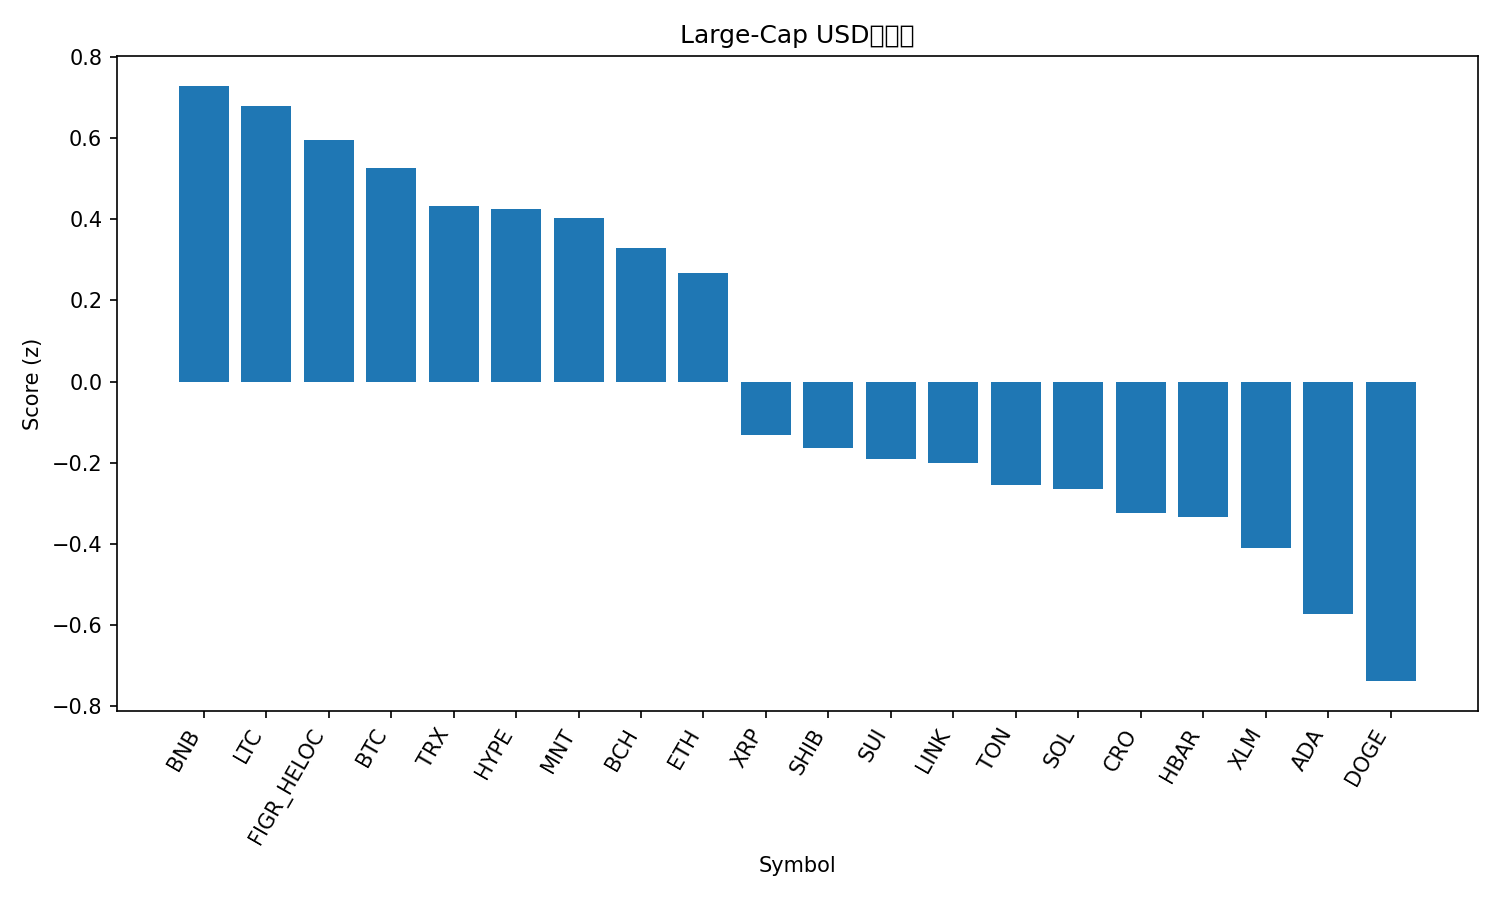 Large-Cap USD
0.8
0.6
0.4
0.2
0.0
−0.2
−0.4
−0.6
−0.8
Score (z)
BNB
LTC
FIGR_HELOC
BTC
TRX
HYPE
MNT
BCH
ETH
XRP
SHIB
SUI
LINK
TON
SOL
CRO
HBAR
XLM
ADA
DOGE
Symbol